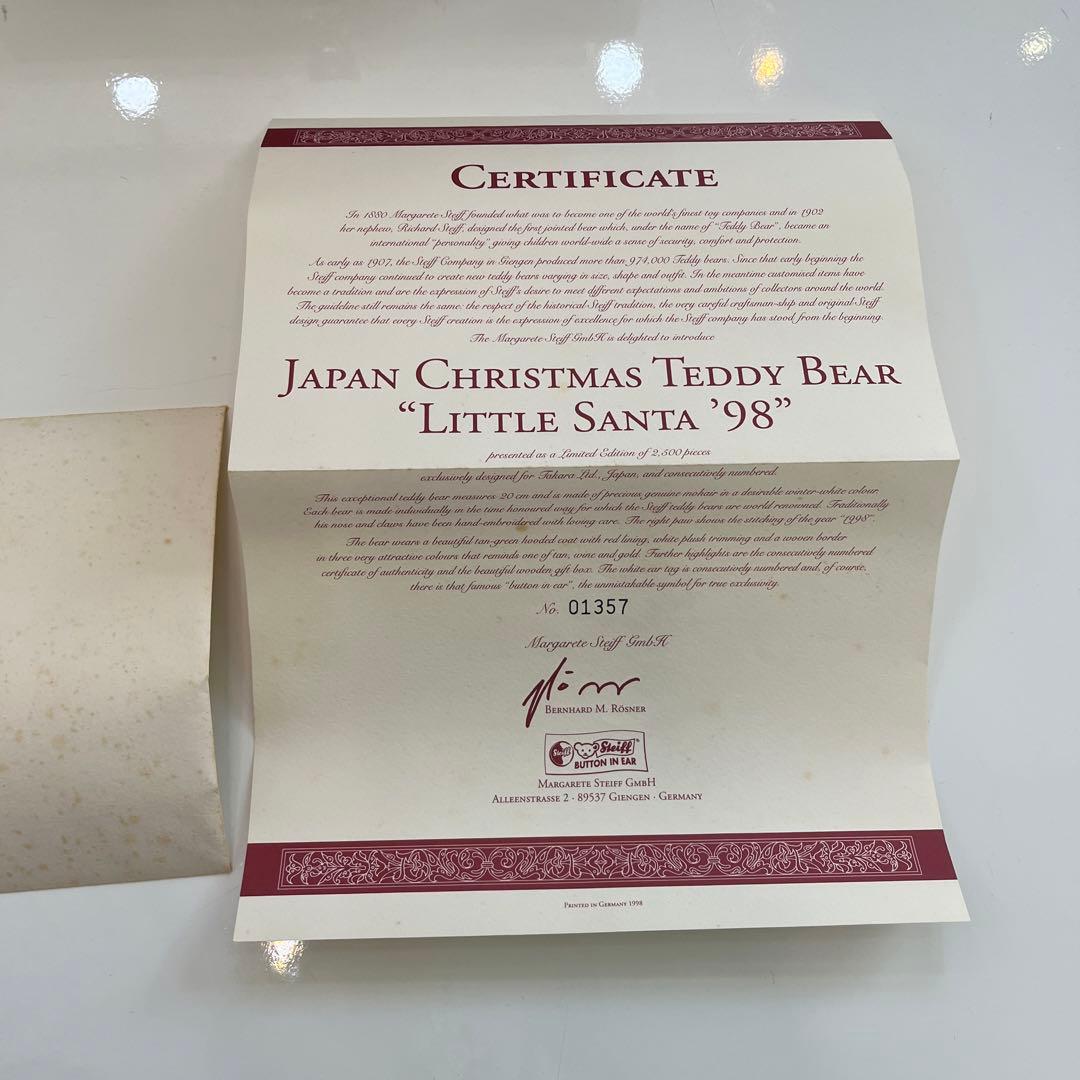 CERTIFICATE
In 1880 Margarete Steiff founded what was to become one of the world's finest toy companies and in 1902
her nephew, Richard Steiff, designed the first jointed bear which, under the name of "Teddy Bear", became an
international "personality" giving children world-wide a sense of security, comfort and protection.
As early as 1907, the Steiff Company in Giengen produced more than 974,000 Teddy bears. Since that early beginning the
Steiff company continued to create new teddy bears varying in size, shape and outfit. In the meantime customised items have
become a tradition and are the expression of Steiff's desire to meet different expectations and ambitions of collectors around the world.
The guideline still remains the same: the respect of the historical Steiff tradition, the very careful craftsman-ship and original Steiff
design guarantee that every Steiff creation is the expression of excellence for which the Steiff company has stood from the beginning.
The Margarete Steiff GmbH is delighted to introduce
JAPAN CHRISTMAS TEDDY BEAR
"LITTLE SANTA '98"
presented as a Limited Edition of 2,500 pieces
exclusively designed for Takara Ltd., Japan, and consecutively numbered.
This exceptional teddy bear measures 20 cm and is made of precious genuine mohair in a desirable winter-white colour.
Each bear is made individually in the time honoured way for which the Steiff teddy bears are world renowned. Traditionally
his nose and claws have been hand-embroidered with loving care. The right paw shows the stitching of the year "1998".
The bear wears a beautiful tan-green hooded coat with red lining, white plush trimming and a woven border
in three very attractive colours that reminds one of tan, wine and gold. Further highlights are the consecutively numbered
certificate of authenticity and the beautiful wooden gift box. The white ear tag is consecutively numbered and, of course,
there is that famous "button in ear", the unmistakable symbol for true exclusivity.
No. 01357
Margarete Steiff GmbH
BERNHARD M. RÖSNER
Steiff Steiff
BUTTON IN EAR
MARGARETE STEIFF GMBH
ALLEENSTRASSE 2 · 89537 GIENGEN · GERMANY
PRINTED IN GERMANY 1998